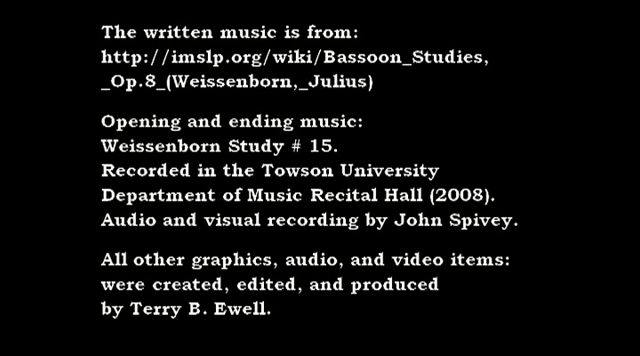 The written music is from:
http://imslp.org/wiki/Bassoon_Studies,
_Op.8_(Weissenborn,_Julius)
Opening and ending music:
Weissenborn Study # 15.
Recorded in the Towson University
Department of Music Recital Hall (2008).
Audio and visual recording by John Spivey.
All other graphics, audio, and video items:
were created, edited, and produced
by Terry B. Ewell.